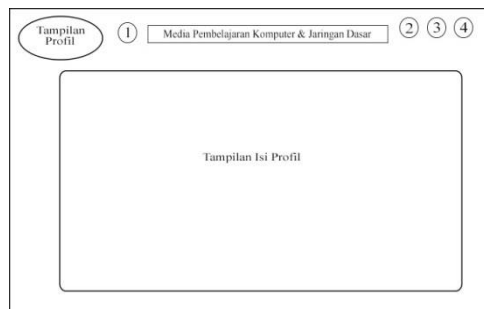 Tampilan
Profil
1
Media Pembelajaran Komputer & Jaringan Dasar
2 3 4
Tampilan Isi Profil